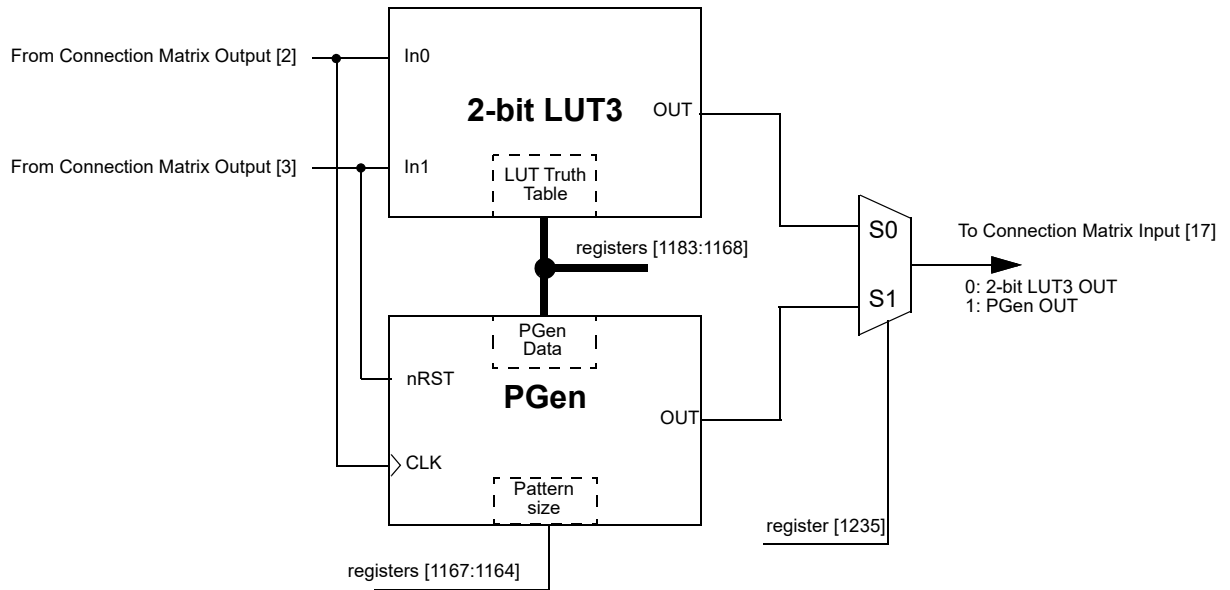 From Connection Matrix Output [2]
In0
2-bit LUT3
OUT
From Connection Matrix Output [3]
In1
LUT Truth
Table
registers [1183:1168]
S0
To Connection Matrix Input [17]
S1
0: 2-bit LUT3 OUT
1: PGen OUT
PGen
Data
nRST
PGen
OUT
CLK
Pattern
size
register [1235]
registers [1167:1164]